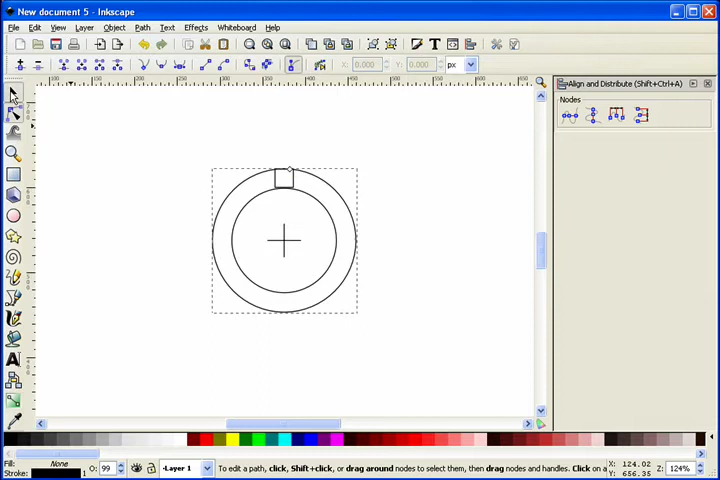 New document 5 - Inkscape
File Edit View Layer Object Path Text Effects Whiteboard Help
X: 0.000 Y: 0.000 px
Align and Distribute (Shift+Ctrl+A)
Nodes
A
Fill: None
Stroke: 1
O: 99
Layer 1
To edit a path, click, Shift+click, or drag around nodes to select them, then drag nodes and handles. Click on a
X: 124.02
Y: 656.35
Z: 124%